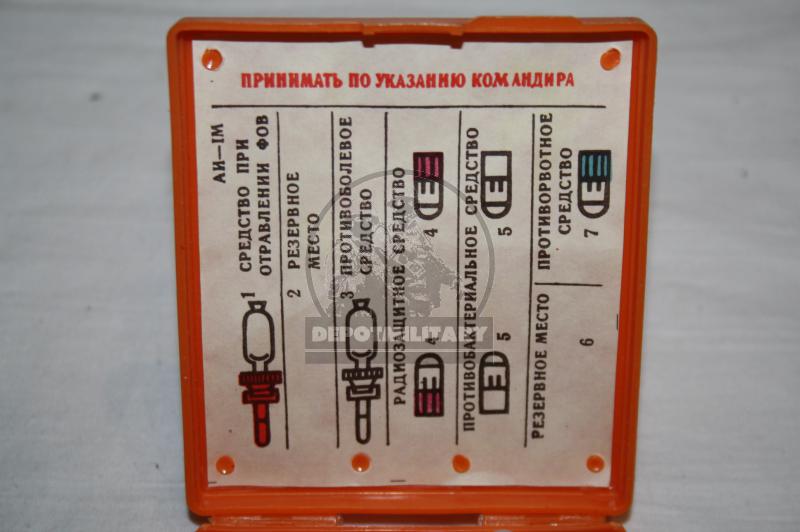 ПРИНИМАТЬ ПО УКАЗАНИЮ КОМАНДИРА
АИ—1М
1 СРЕДСТВО ПРИ
ОТРАВЛЕНИИ ФОВ
2 РЕЗЕРВНОЕ
МЕСТО
3 ПРОТИВОБОЛЕВОЕ
СРЕДСТВО
РАДИОЗАЩИТНОЕ СРЕДСТВО
4
4
ПРОТИВОБАКТЕРИАЛЬНОЕ СРЕДСТВО
5
5
РЕЗЕРВНОЕ МЕСТО
6
ПРОТИВОРВОТНОЕ
СРЕДСТВО
7
DEPOTMILITARY